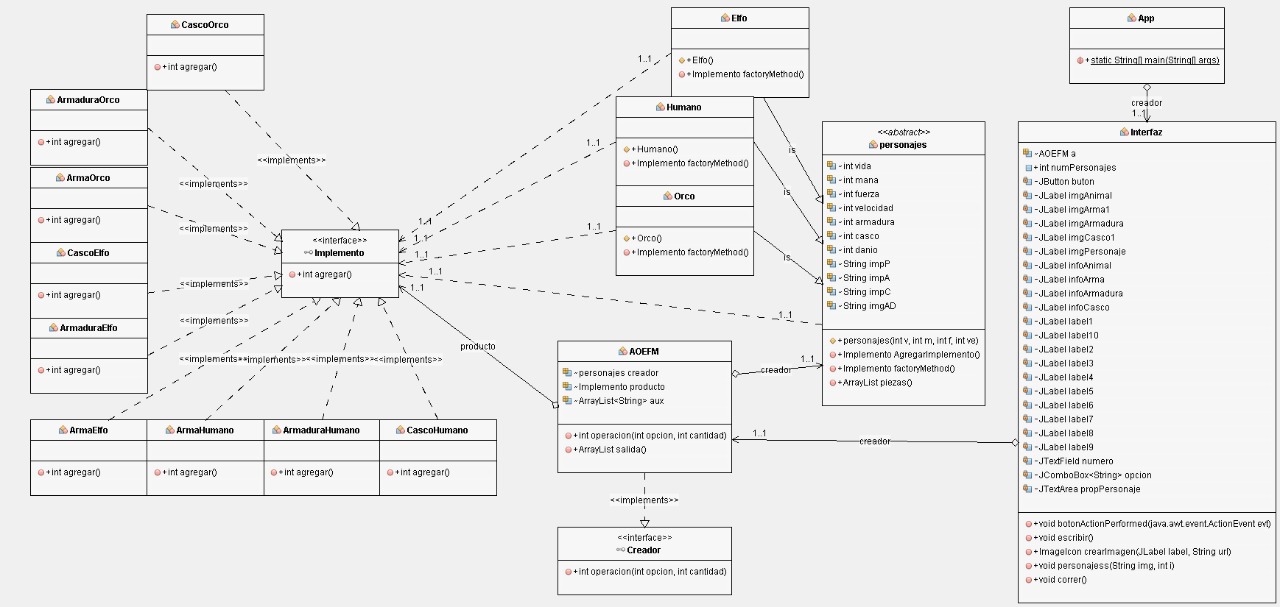 CascoOrco
+int agregar()
ArmaduraOrco
+int agregar()
ArmaOrco
+int agregar()
CascoElfo
+int agregar()
ArmaduraElfo
+int agregar()
ArmaElfo
+int agregar()
ArmaHumano
+int agregar()
ArmaduraHumano
+int agregar()
CascoHumano
+int agregar()
<<implements>>
<<implements>>
<<implements>>
<<implements>>
<<implements>>
<<implements>>
<<implements>>
<<implements>>
<<implements>>
<<interface>>
Implemento
+int agregar()
1..1
1..1
1..1
1..1
1..1
1..1
1..1
1..1
1..1
producto
Elfo
+Elfo()
+Implemento factoryMethod()
Humano
+Humano()
+Implemento factoryMethod()
Orco
+Orco()
+Implemento factoryMethod()
is
is
is
<<abstract>>
personajes
~int vida
~int mana
~int fuerza
~int velocidad
~int armadura
~int casco
~int danio
~String impP
~String impA
~String impC
~String imgAD
+personajes(int v, int m, int f, int ve)
+Implemento AgregarImplemento()
+Implemento factoryMethod()
+ArrayList piezas()
AOEFM
~personajes creador
~Implemento producto
~ArrayList<String> aux
+int operacion(int opcion, int cantidad)
+ArrayList salida()
creador
1..1
1..1
creador
<<implements>>
<<interface>>
Creador
+int operacion(int opcion, int cantidad)
App
+static String[] main(String[] args)
creador
1..1
Interfaz
~AOEFM a
+int numPersonajes
-JButton buton
-JLabel imgAnimal
-JLabel imgArma1
-JLabel imgArmadura
-JLabel imgCasco1
-JLabel imgPersonaje
-JLabel infoAnimal
-JLabel infoArma
-JLabel infoArmadura
-JLabel infoCasco
-JLabel label1
-JLabel label10
-JLabel label2
-JLabel label3
-JLabel label4
-JLabel label5
-JLabel label6
-JLabel label7
-JLabel label8
-JLabel label9
-JTextField numero
-JComboBox<String> opcion
-JTextArea propPersonaje
+void botonActionPerformed(java.awt.event.ActionEvent evt)
+void escribir()
+ImageIcon crearImagen(JLabel label, String url)
+void personajess(String img, int i)
+void correr()